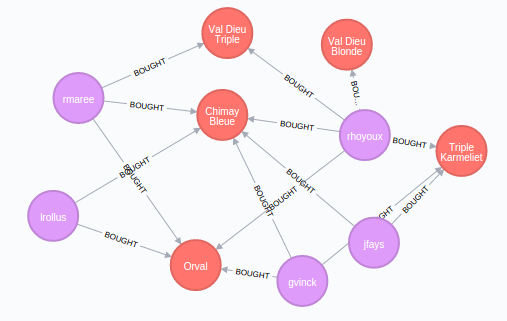 Val Dieu
Triple
Val Dieu
Blonde
BOUGHT
rmaree
BOUGHT
BOU...
BOUGHT
Chimay
Bleue
BOUGHT
rhoyoux
BOUGHT
Triple
Karmeliet
BOUGHT
BOUGHT
BOUGHT
BOUGHT
BOUGHT
BOUGHT
lrollus
GHT
BOUGHT
jfays
Orval
BOUGHT
gvinck